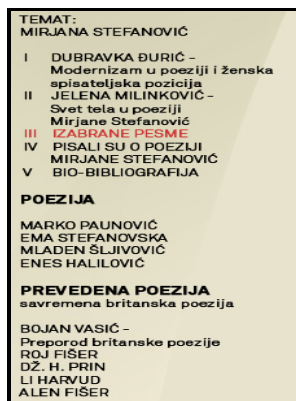 TEMAT:
MIRJANA STEFANOVIĆ
I DUBRAVKA ĐURIĆ –
Modernizam u poeziji i ženska
spisateljska pozicija
II JELENA MILINKOVIĆ –
Svet tela u poeziji
Mirjane Stefanović
III IZABRANE PESME
IV PISALI SU O POEZIJI
MIRJANE STEFANOVIĆ
V BIO-BIBLIOGRAFIJA
POEZIJA
MARKO PAUNOVIĆ
EMA STEFANOVSKA
MLADEN ŠLJIVOVIĆ
ENES HALILOVIĆ
PREVEDENA POEZIJA
savremena britanska poezija
BOJAN VASIĆ –
Preporod britanske poezije
ROJ FIŠER
DŽ. H. PRIN
LI HARVUD
ALEN FIŠER